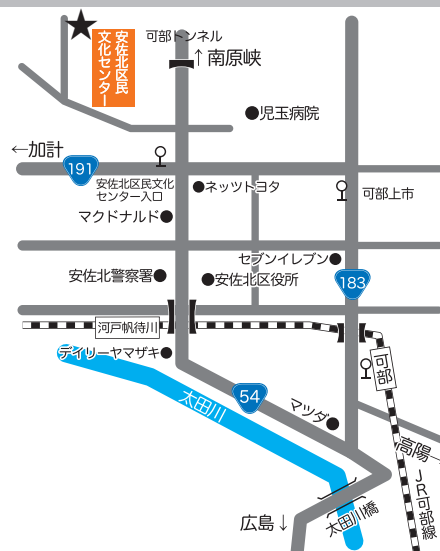 安佐北区民
文化センター
可部トンネル
↑南原峡
児玉病院
←加計
191
安佐北区民文化
センター入口
ネッツトヨタ
可部上市
マクドナルド
セブンイレブン
安佐北警察署
安佐北区役所
183
河戸帆待川
デイリーヤマザキ
可部
54
太田川
マツダ
高陽→
JR可部線
広島↓
太田川橋